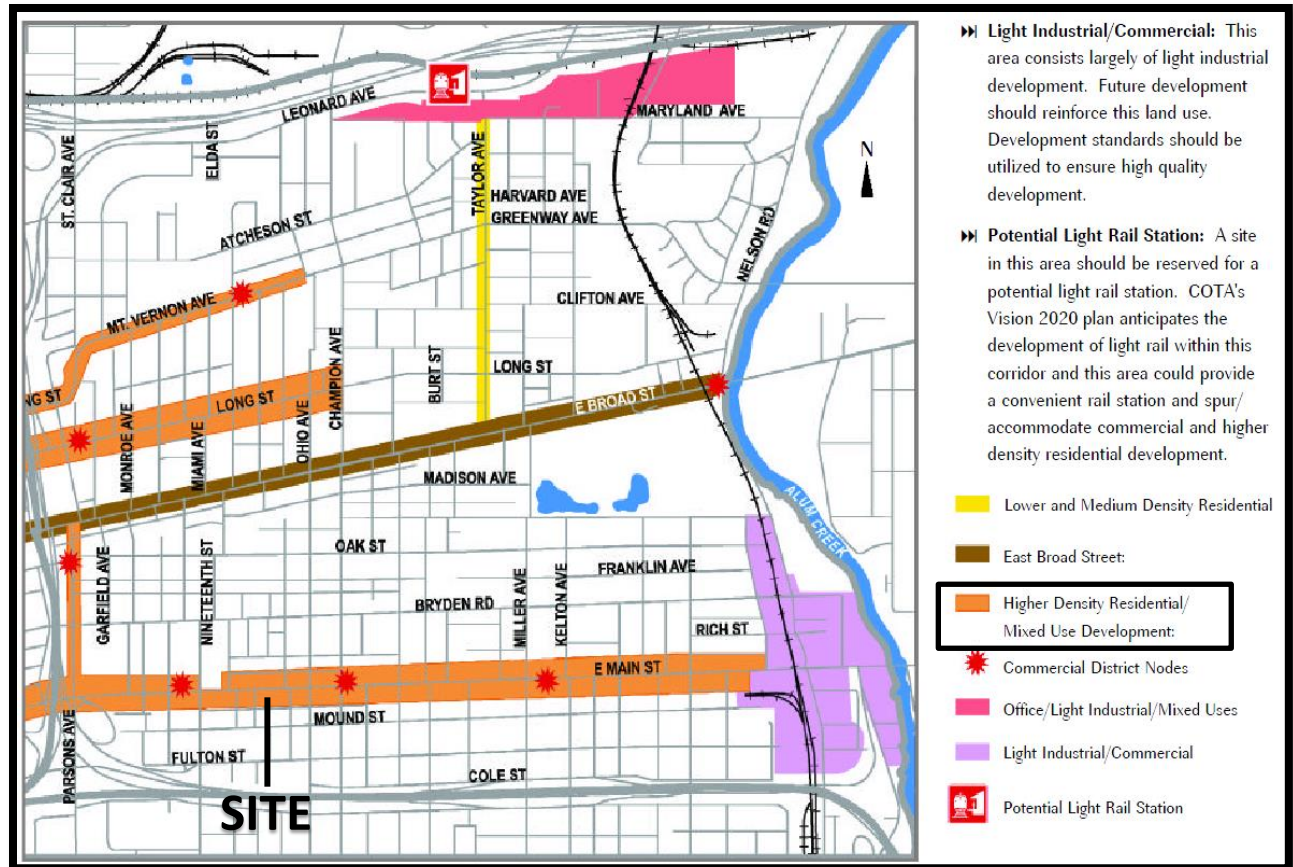 LEONARD AVE
MARYLAND AVE
ST. CLAIR AVE
ELDA ST
TAYLOR AVE
N
HARVARD AVE
GREENWAY AVE
ATCHESON ST
NELSON RD
CLIFTON AVE
MT. VERNON AVE
CHAMPION AVE
BURT ST
LONG ST
NG ST
LONG ST
E BROAD ST
MONROE AVE
MIAMI AVE
OHIO AVE
MADISON AVE
ALUM CREEK
OAK ST
GARFIELD AVE
NINETEENTH ST
FRANKLIN AVE
BRYDEN RD
MILLER AVE
KELTON AVE
RICH ST
E MAIN ST
MOUND ST
PARSONS AVE
FULTON ST
COLE ST
SITE
Light Industrial/Commercial: This
area consists largely of light industrial
development. Future development
should reinforce this land use.
Development standards should be
utilized to ensure high quality
development.
Potential Light Rail Station: A site
in this area should be reserved for a
potential light rail station. COTA's
Vision 2020 plan anticipates the
development of light rail within this
corridor and this area could provide
a convenient rail station and spur/
accommodate commercial and higher
density residential development.
Lower and Medium Density Residential
East Broad Street:
Higher Density Residential/
Mixed Use Development:
Commercial District Nodes
Office/Light Industrial/Mixed Uses
Light Industrial/Commercial
Potential Light Rail Station